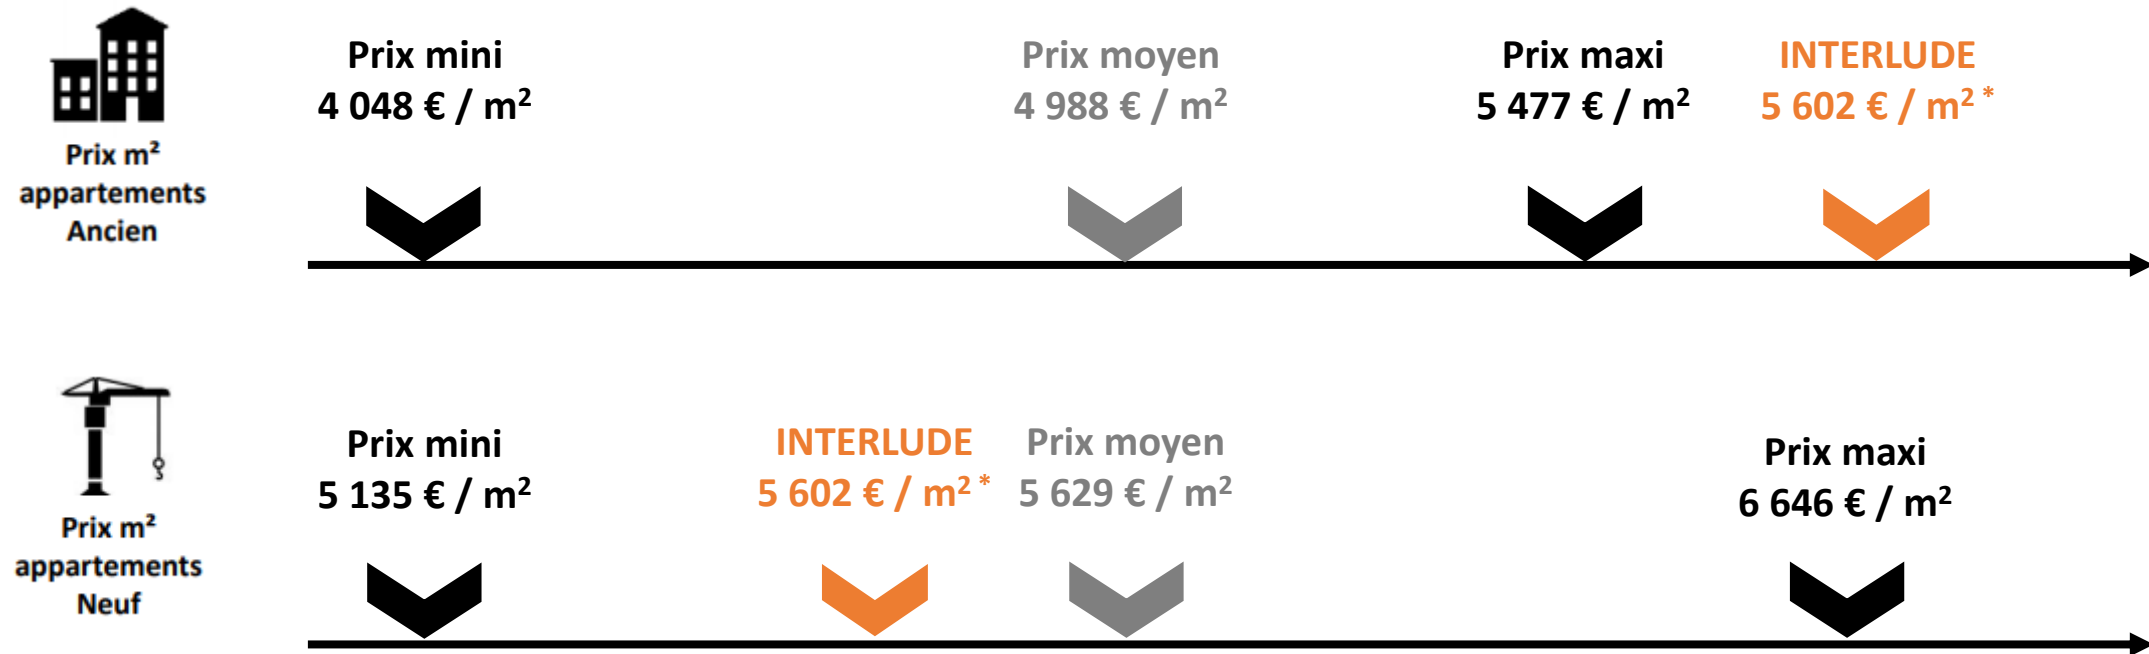 Prix m²
appartements
Ancien
Prix mini
4 048 € / m²
Prix moyen
4 988 € / m²
Prix maxi
5 477 € / m²
INTERLUDE
5 602 € / m² *
Prix m²
appartements
Neuf
Prix mini
5 135 € / m²
INTERLUDE
5 602 € / m² *
Prix moyen
5 629 € / m²
Prix maxi
6 646 € / m²